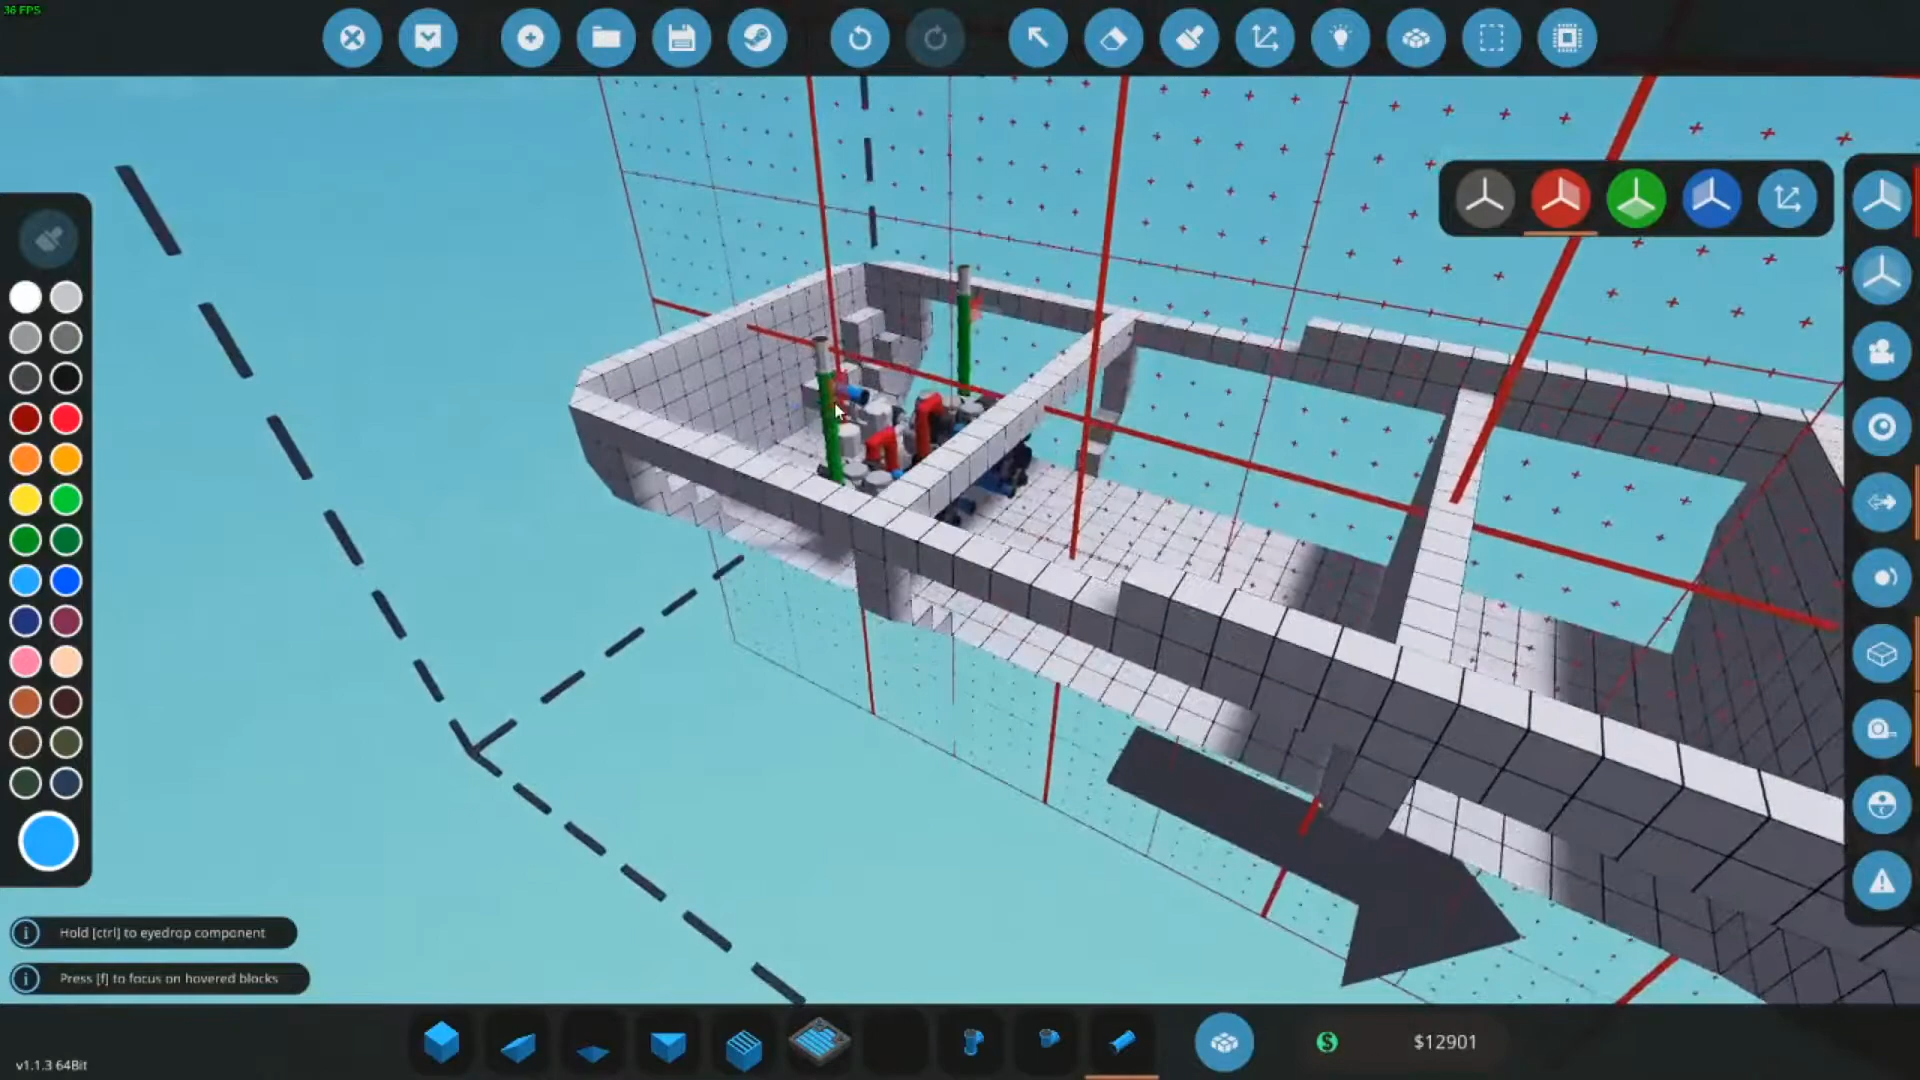 36 FPS
Hold [ctrl] to eyedrop component
Press [f] to focus on hovered blocks
$12901
v1.1.3 64Bit